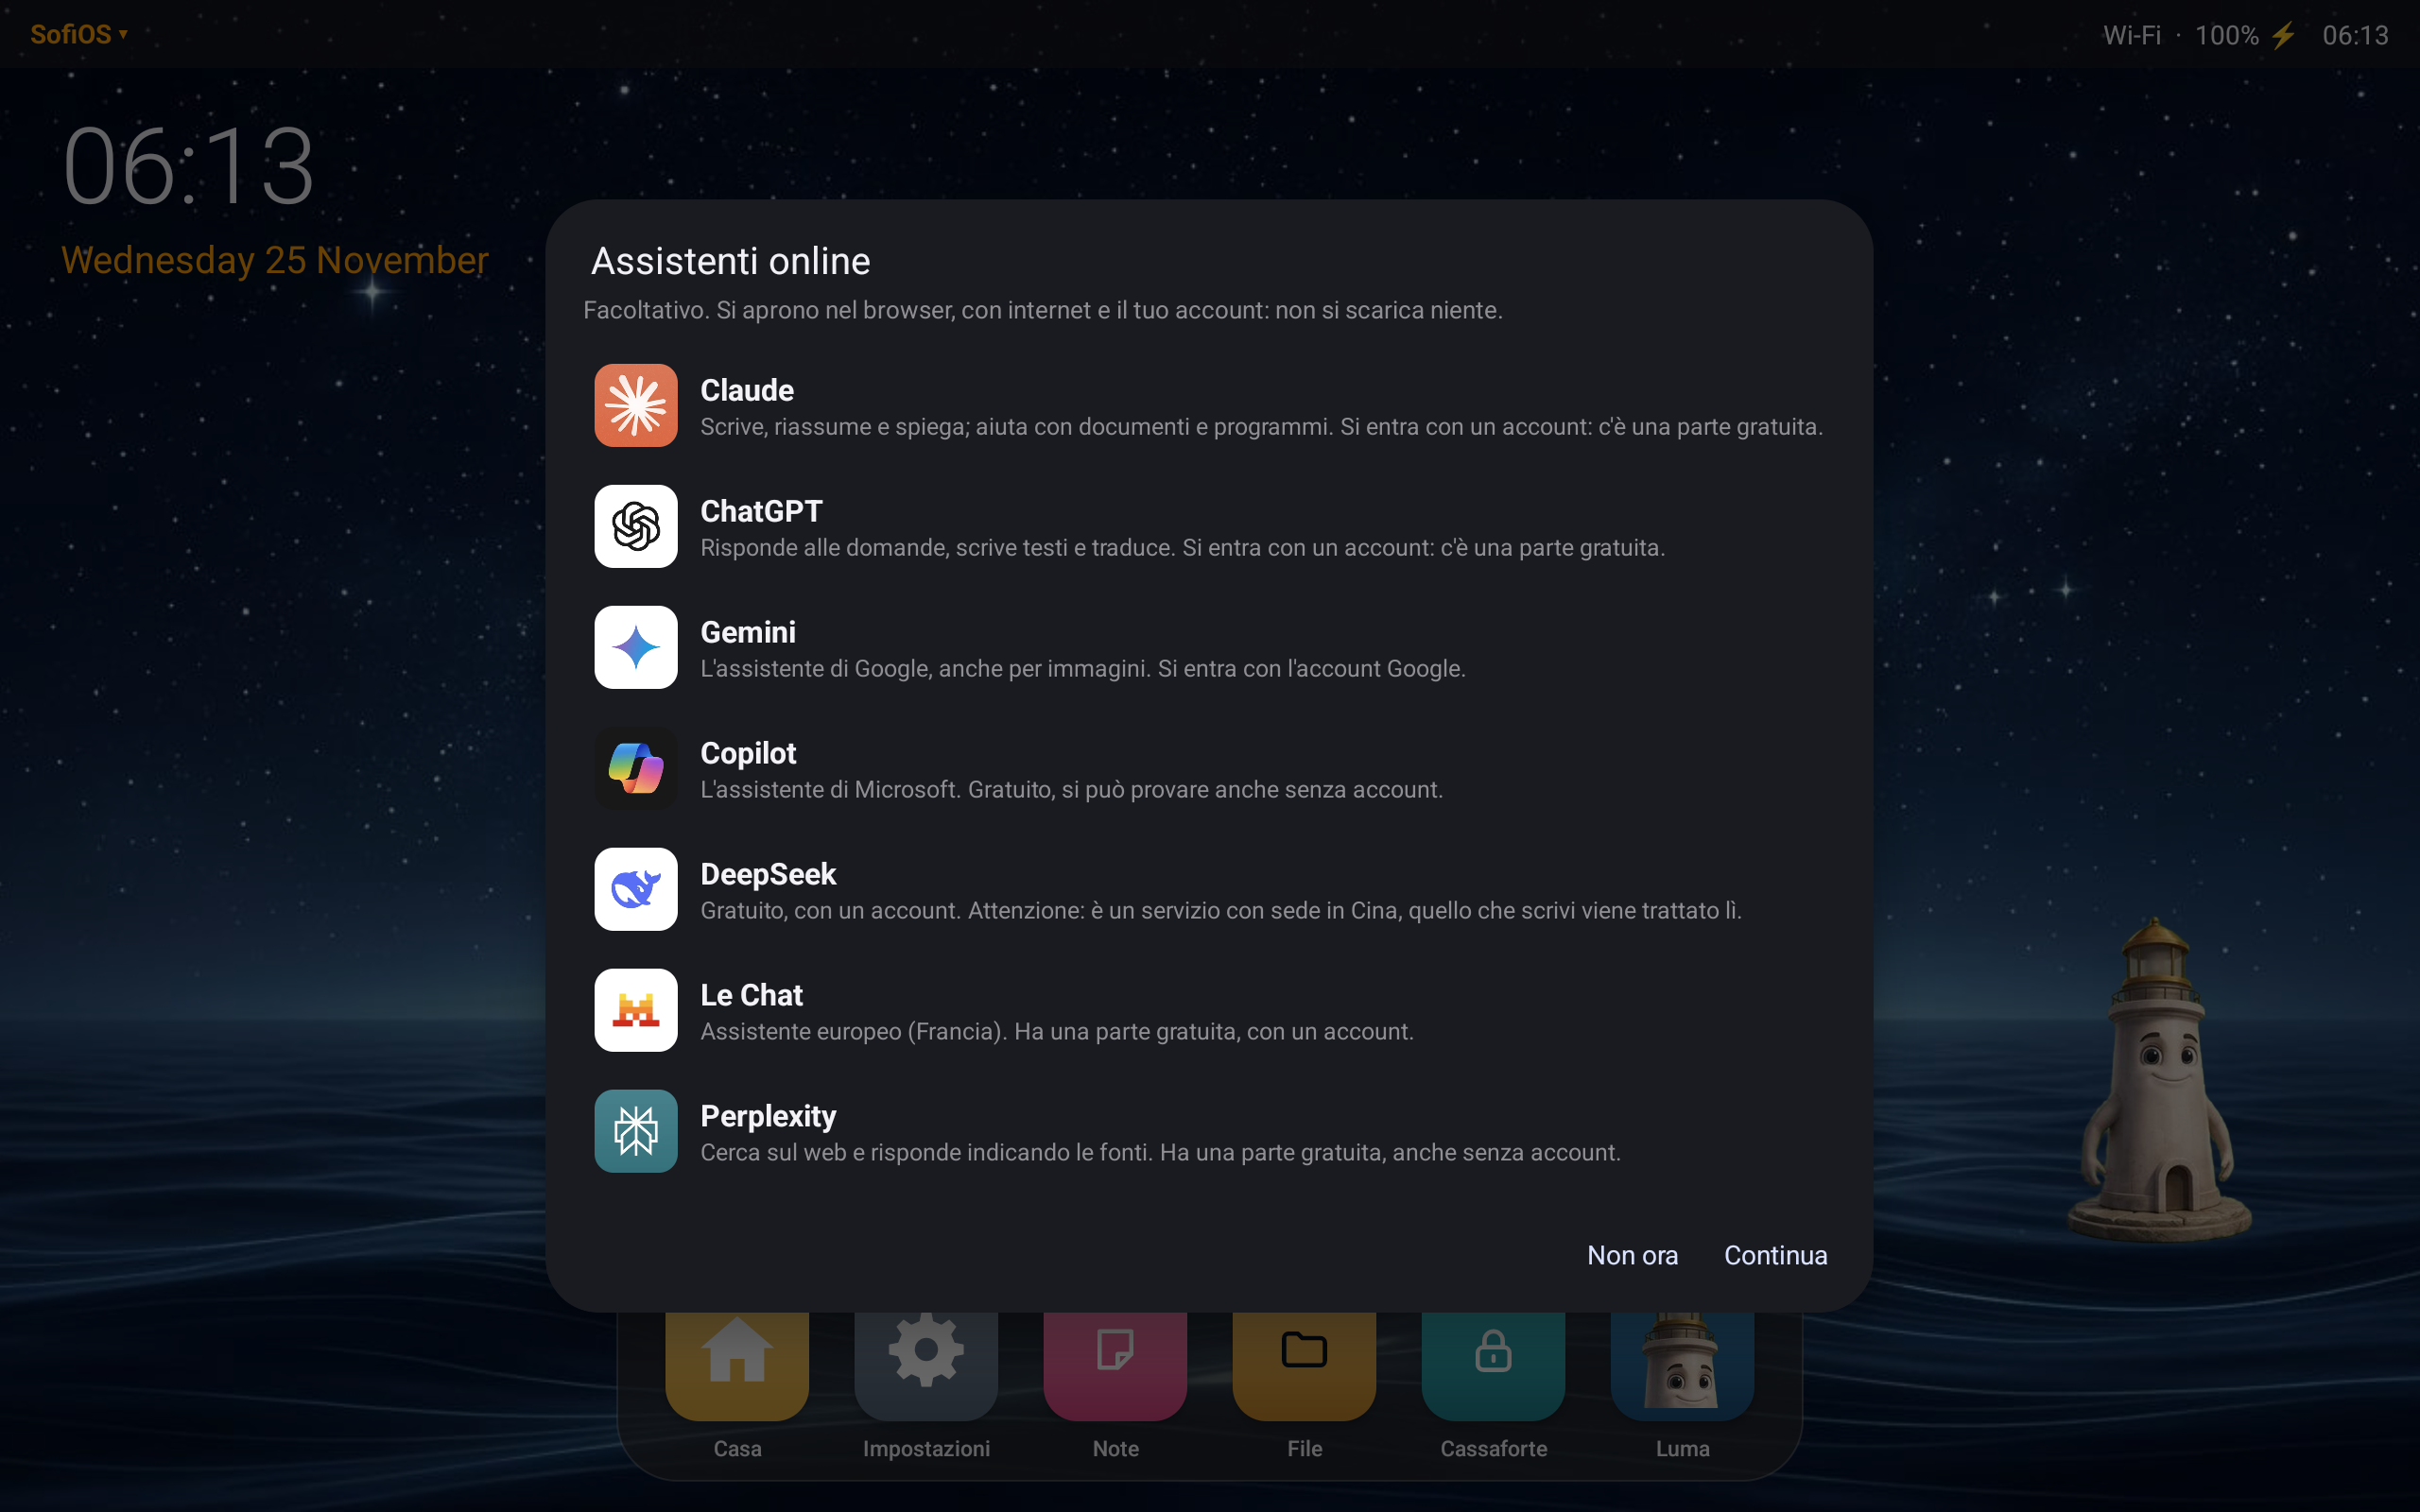 SofiOS ▾
Wi-Fi · 100% ⚡ 06:13
06:13
Wednesday 25 November
Assistenti online
Facoltativo. Si aprono nel browser, con internet e il tuo account: non si scarica niente.
Claude
Scrive, riassume e spiega; aiuta con documenti e programmi. Si entra con un account: c'è una parte gratuita.
ChatGPT
Risponde alle domande, scrive testi e traduce. Si entra con un account: c'è una parte gratuita.
Gemini
L'assistente di Google, anche per immagini. Si entra con l'account Google.
Copilot
L'assistente di Microsoft. Gratuito, si può provare anche senza account.
DeepSeek
Gratuito, con un account. Attenzione: è un servizio con sede in Cina, quello che scrivi viene trattato lì.
Le Chat
Assistente europeo (Francia). Ha una parte gratuita, con un account.
Perplexity
Cerca sul web e risponde indicando le fonti. Ha una parte gratuita, anche senza account.
Non ora Continua
Casa Impostazioni Note File Cassaforte Luma